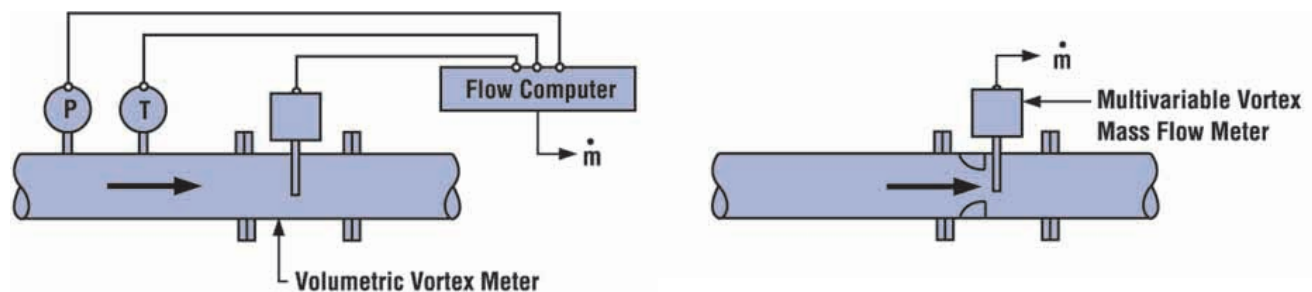 P
T
Flow Computer
ṁ
Volumetric Vortex Meter
ṁ
Multivariable Vortex
Mass Flow Meter